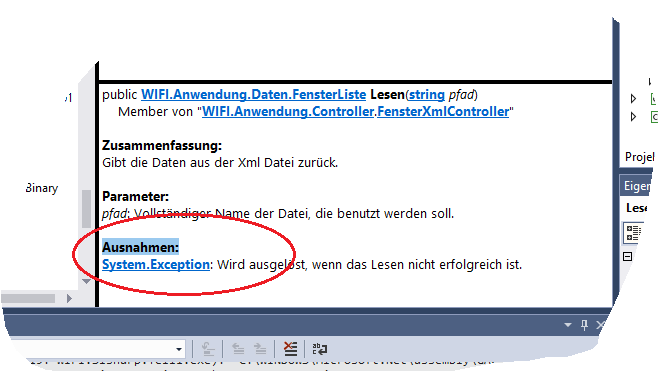 public WIFI.Anwendung.Daten.FensterListe Lesen(string pfad)
Member von "WIFI.Anwendung.Controller.FensterXmlController"
Zusammenfassung:
Gibt die Daten aus der Xml Datei zurück.
Parameter:
pfad: Vollständiger Name der Datei, die benutzt werden soll.
Ausnahmen:
System.Exception: Wird ausgelöst, wenn das Lesen nicht erfolgreich ist.
Binary
Projel
Eigen
Lese